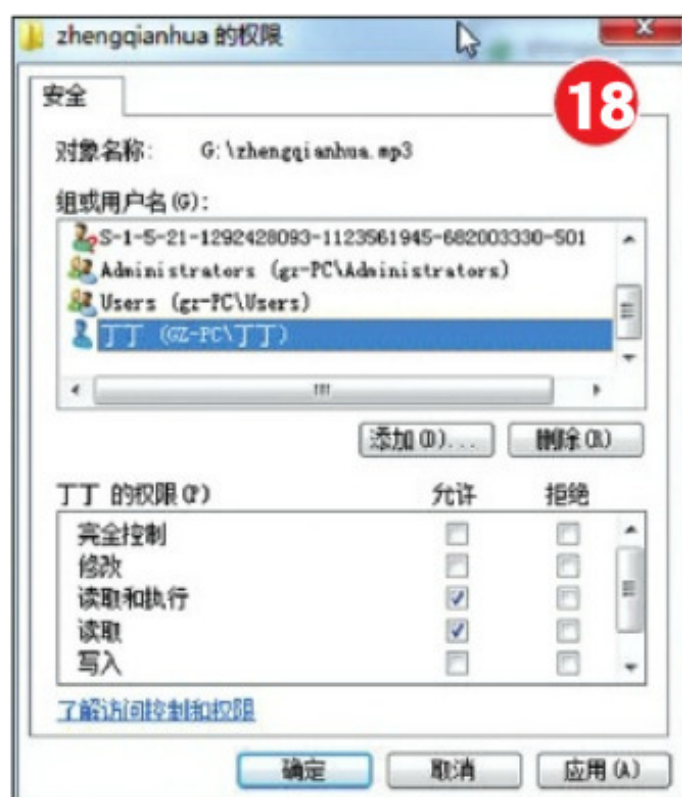 zhengqianhua 的权限
18
安全
对象名称: G:\zhengqianhua.mp3
组或用户名(G):
S-1-5-21-1292428093-1123561945-682003330-501
Administrators (gz-PC\Administrators)
Users (gz-PC\Users)
丁丁 (GZ-PC\丁丁)
添加(D)... 删除(R)
丁丁 的权限(P) 允许 拒绝
完全控制
修改
读取和执行
读取
写入
了解访问控制和权限
确定 取消 应用(A)